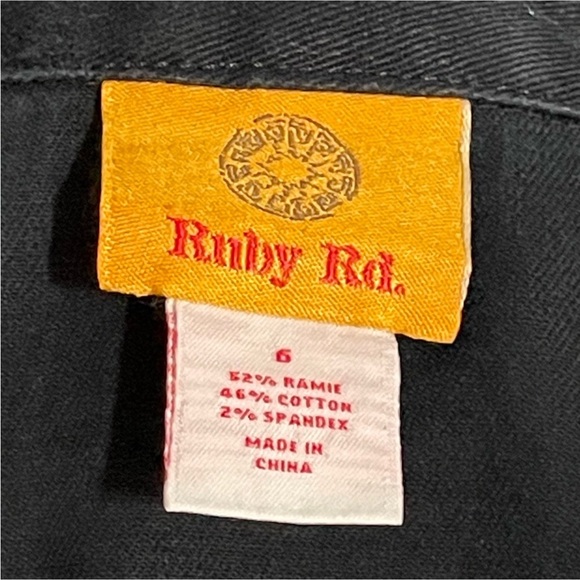 Ruby Rd.
6
52% RAMIE
46% COTTON
2% SPANDEX
MADE IN
CHINA